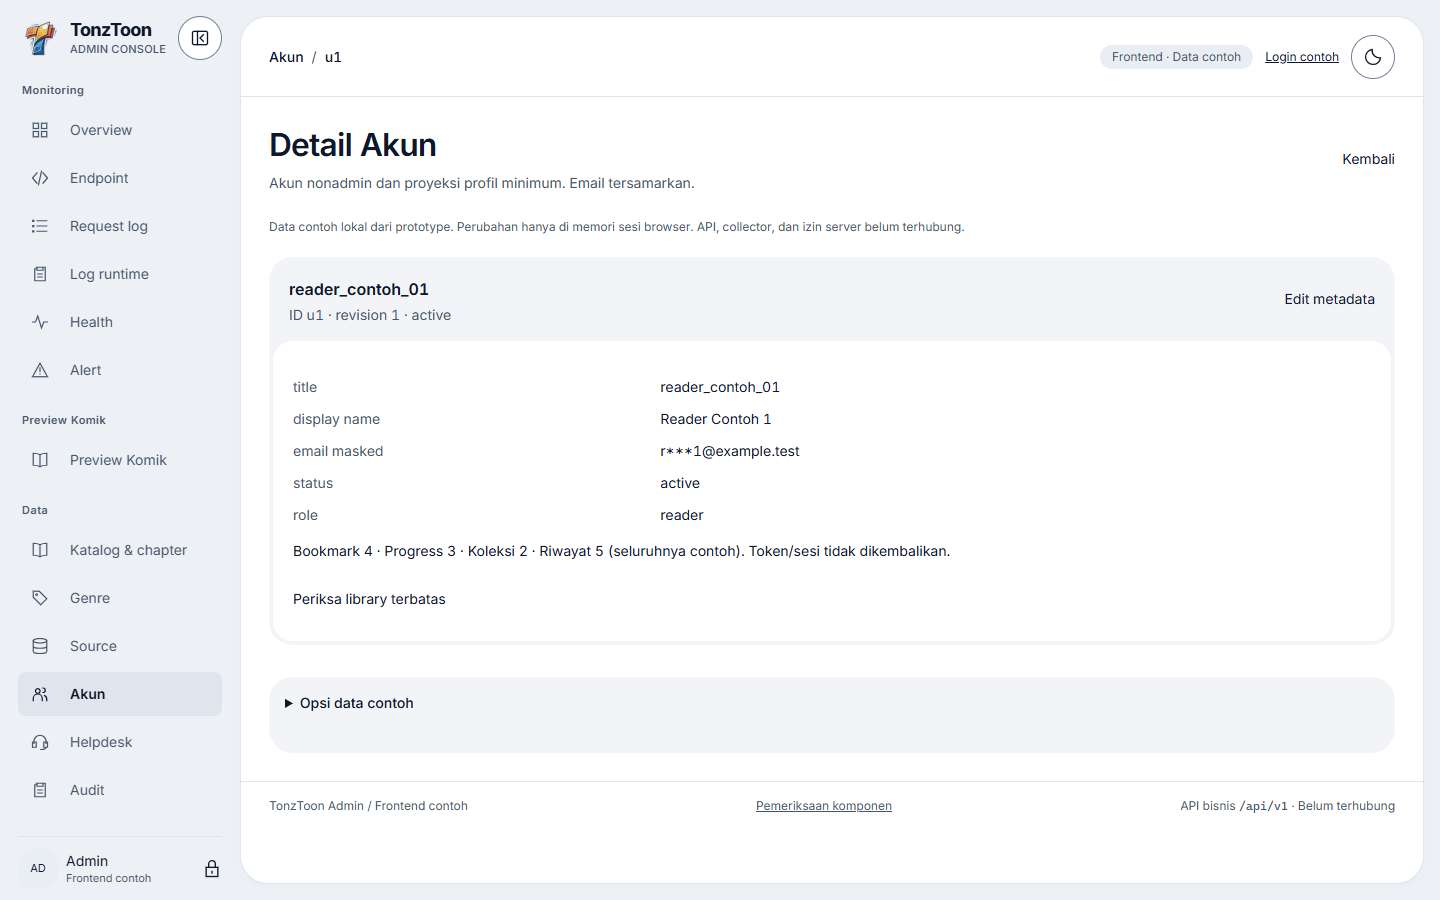 TonzToon
ADMIN CONSOLE
Monitoring
Overview
Endpoint
Request log
Log runtime
Health
Alert
Preview Komik
Preview Komik
Data
Katalog & chapter
Genre
Source
Akun
Helpdesk
Audit
AD
Admin
Frontend contoh
Akun / u1
Frontend · Data contoh
Login contoh
Detail Akun
Akun nonadmin dan proyeksi profil minimum. Email tersamarkan.
Kembali
Data contoh lokal dari prototype. Perubahan hanya di memori sesi browser. API, collector, dan izin server belum terhubung.
reader_contoh_01
ID u1 · revision 1 · active
Edit metadata
title reader_contoh_01
display name Reader Contoh 1
email masked r***1@example.test
status active
role reader
Bookmark 4 · Progress 3 · Koleksi 2 · Riwayat 5 (seluruhnya contoh). Token/sesi tidak dikembalikan.
Periksa library terbatas
Opsi data contoh
TonzToon Admin / Frontend contoh
Pemeriksaan komponen
API bisnis /api/v1 · Belum terhubung